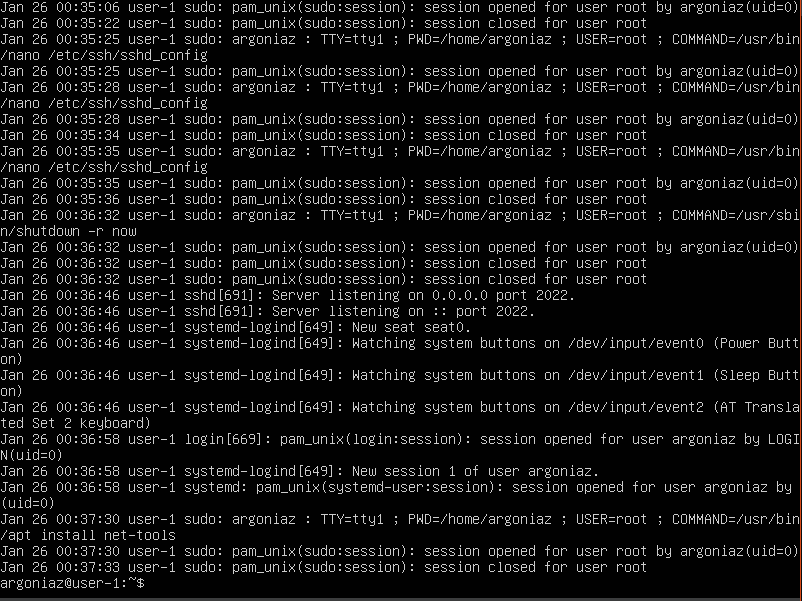 Jan 26 00:35:06 user-1 sudo: pam_unix(sudo:session): session opened for user root by argoniaz(uid=0)
Jan 26 00:35:22 user-1 sudo: pam_unix(sudo:session): session closed for user root
Jan 26 00:35:25 user-1 sudo: argoniaz : TTY=tty1 ; PWD=/home/argoniaz ; USER=root ; COMMAND=/usr/bin
/nano /etc/ssh/sshd_config
Jan 26 00:35:25 user-1 sudo: pam_unix(sudo:session): session opened for user root by argoniaz(uid=0)
Jan 26 00:35:28 user-1 sudo: argoniaz : TTY=tty1 ; PWD=/home/argoniaz ; USER=root ; COMMAND=/usr/bin
/nano /etc/ssh/sshd_config
Jan 26 00:35:28 user-1 sudo: pam_unix(sudo:session): session opened for user root by argoniaz(uid=0)
Jan 26 00:35:34 user-1 sudo: pam_unix(sudo:session): session closed for user root
Jan 26 00:35:35 user-1 sudo: argoniaz : TTY=tty1 ; PWD=/home/argoniaz ; USER=root ; COMMAND=/usr/bin
/nano /etc/ssh/sshd_config
Jan 26 00:35:35 user-1 sudo: pam_unix(sudo:session): session opened for user root by argoniaz(uid=0)
Jan 26 00:35:36 user-1 sudo: pam_unix(sudo:session): session closed for user root
Jan 26 00:36:32 user-1 sudo: argoniaz : TTY=tty1 ; PWD=/home/argoniaz ; USER=root ; COMMAND=/usr/sbi
n/shutdown -r now
Jan 26 00:36:32 user-1 sudo: pam_unix(sudo:session): session opened for user root by argoniaz(uid=0)
Jan 26 00:36:32 user-1 sudo: pam_unix(sudo:session): session closed for user root
Jan 26 00:36:32 user-1 sudo: pam_unix(sudo:session): session closed for user root
Jan 26 00:36:46 user-1 sshd[691]: Server listening on 0.0.0.0 port 2022.
Jan 26 00:36:46 user-1 sshd[691]: Server listening on :: port 2022.
Jan 26 00:36:46 user-1 systemd-logind[649]: New seat seat0.
Jan 26 00:36:46 user-1 systemd-logind[649]: Watching system buttons on /dev/input/event0 (Power Butt
on)
Jan 26 00:36:46 user-1 systemd-logind[649]: Watching system buttons on /dev/input/event1 (Sleep Butt
on)
Jan 26 00:36:46 user-1 systemd-logind[649]: Watching system buttons on /dev/input/event2 (AT Transla
ted Set 2 keyboard)
Jan 26 00:36:58 user-1 login[669]: pam_unix(login:session): session opened for user argoniaz by LOGI
N(uid=0)
Jan 26 00:36:58 user-1 systemd-logind[649]: New session 1 of user argoniaz.
Jan 26 00:36:58 user-1 systemd: pam_unix(systemd-user:session): session opened for user argoniaz by
(uid=0)
Jan 26 00:37:30 user-1 sudo: argoniaz : TTY=tty1 ; PWD=/home/argoniaz ; USER=root ; COMMAND=/usr/bin
/apt install net-tools
Jan 26 00:37:30 user-1 sudo: pam_unix(sudo:session): session opened for user root by argoniaz(uid=0)
Jan 26 00:37:33 user-1 sudo: pam_unix(sudo:session): session closed for user root
argoniaz@user-1:~$